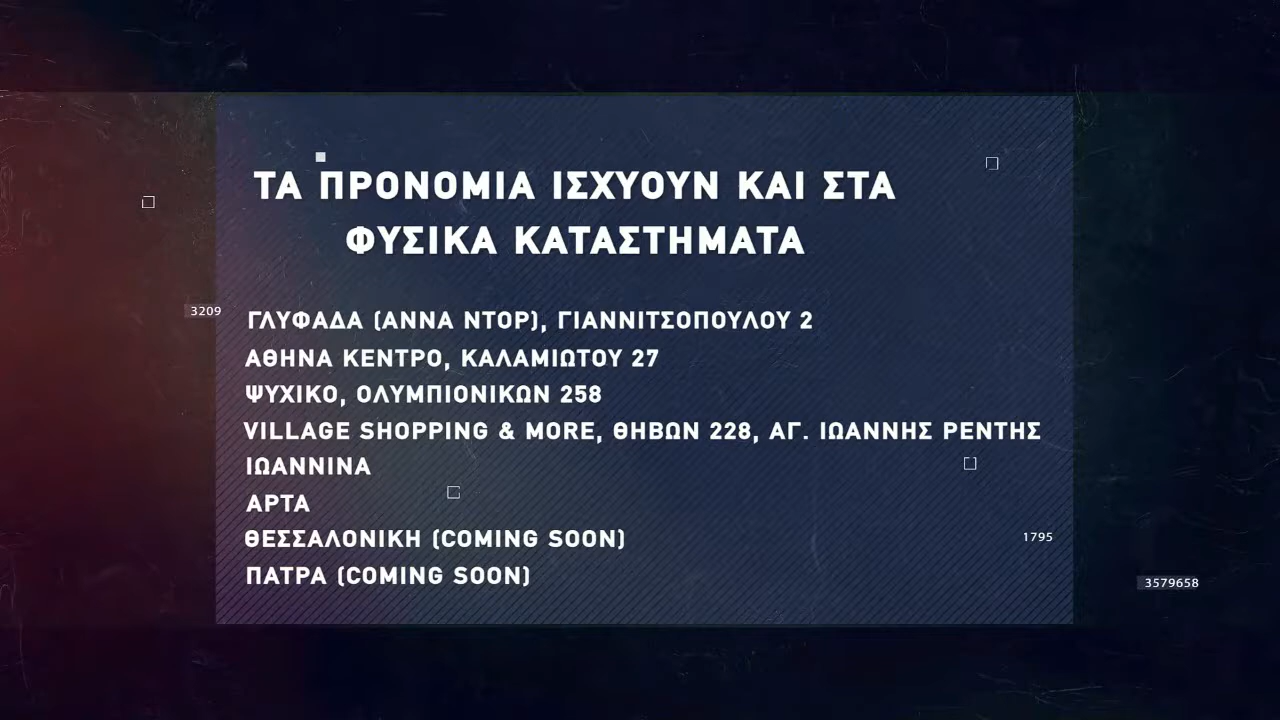 ΤΑ ΠΡΟΝΟΜΙΑ ΙΣΧΥΟΥΝ ΚΑΙ ΣΤΑ
ΦΥΣΙΚΑ ΚΑΤΑΣΤΗΜΑΤΑ
3209
ΓΛΥΦΑΔΑ (ΑΝΝΑ ΝΤΟΡ), ΓΙΑΝΝΙΤΣΟΠΟΥΛΟΥ 2
ΑΘΗΝΑ ΚΕΝΤΡΟ, ΚΑΛΑΜΙΩΤΟΥ 27
ΨΥΧΙΚΟ, ΟΛΥΜΠΙΟΝΙΚΩΝ 258
VILLAGE SHOPPING & MORE, ΘΗΒΩΝ 228, ΑΓ. ΙΩΑΝΝΗΣ ΡΕΝΤΗΣ
ΙΩΑΝΝΙΝΑ
ΑΡΤΑ
ΘΕΣΣΑΛΟΝΙΚΗ (COMING SOON)
1795
ΠΑΤΡΑ (COMING SOON)
3579658